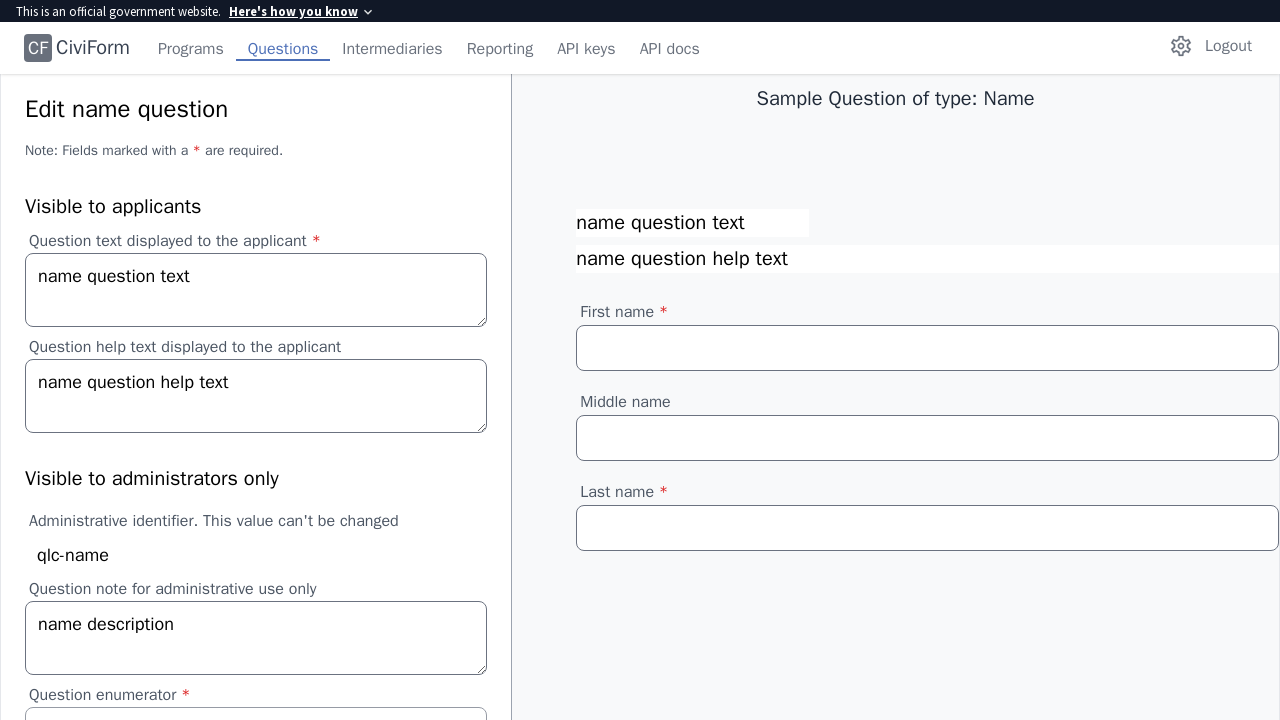 This is an official government website. Here's how you know
CF CiviForm Programs Questions Intermediaries Reporting API keys API docs Logout
Edit name question
Note: Fields marked with a * are required.
Visible to applicants
Question text displayed to the applicant *
name question text
Question help text displayed to the applicant
name question help text
Visible to administrators only
Administrative identifier. This value can't be changed
qlc-name
Question note for administrative use only
name description
Question enumerator *
Sample Question of type: Name
name question text
name question help text
First name *
Middle name
Last name *